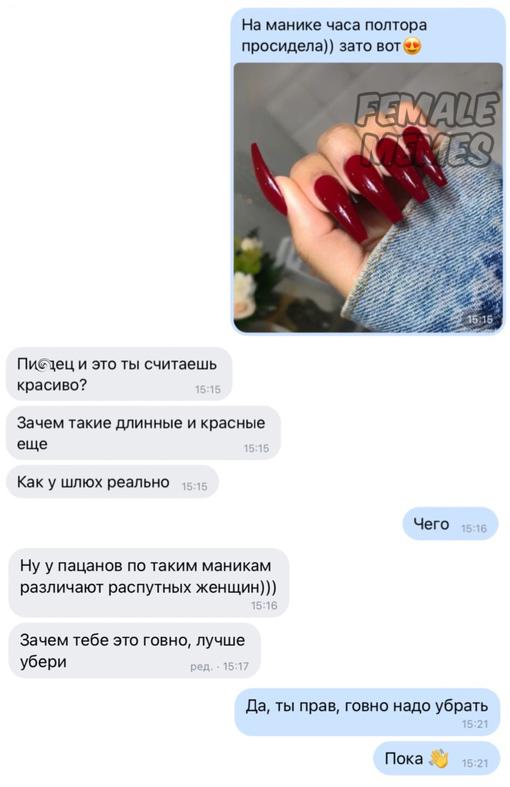 На манике часа полтора
просидела)) зато вот😍
FEMALE
MEMES
15:15
Пи🌀дец и это ты считаешь
красиво?
15:15
Зачем такие длинные и красные
еще
15:15
Как у шлюх реально
15:15
Чего
15:16
Ну у пацанов по таким маникам
различают распутных женщин)))
15:16
Зачем тебе это говно, лучше
убери
ред. · 15:17
Да, ты прав, говно надо убрать
15:21
Пока 👋
15:21